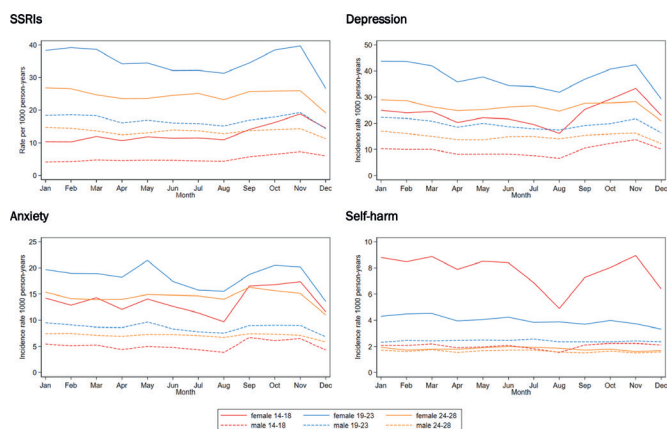 SSRIs
Depression
Rate per 1000 person-years
40
30
20
10
0
Jan Feb Mar Apr May Jun Jul Aug Sep Oct Nov Dec
Month
Incidence rate 1000 person-years
50
40
30
20
10
0
Jan Feb Mar Apr May Jun Jul Aug Sep Oct Nov Dec
Month
Anxiety
Self-harm
Incidence rate 1000 person-years
25
20
15
10
5
0
Jan Feb Mar Apr May Jun Jul Aug Sep Oct Nov Dec
Month
Incidence rate 1000 person-years
10
8
6
4
2
0
Jan Feb Mar Apr May Jun Jul Aug Sep Oct Nov Dec
Month
female 14-18 female 19-23 female 24-28
male 14-18 male 19-23 male 24-28